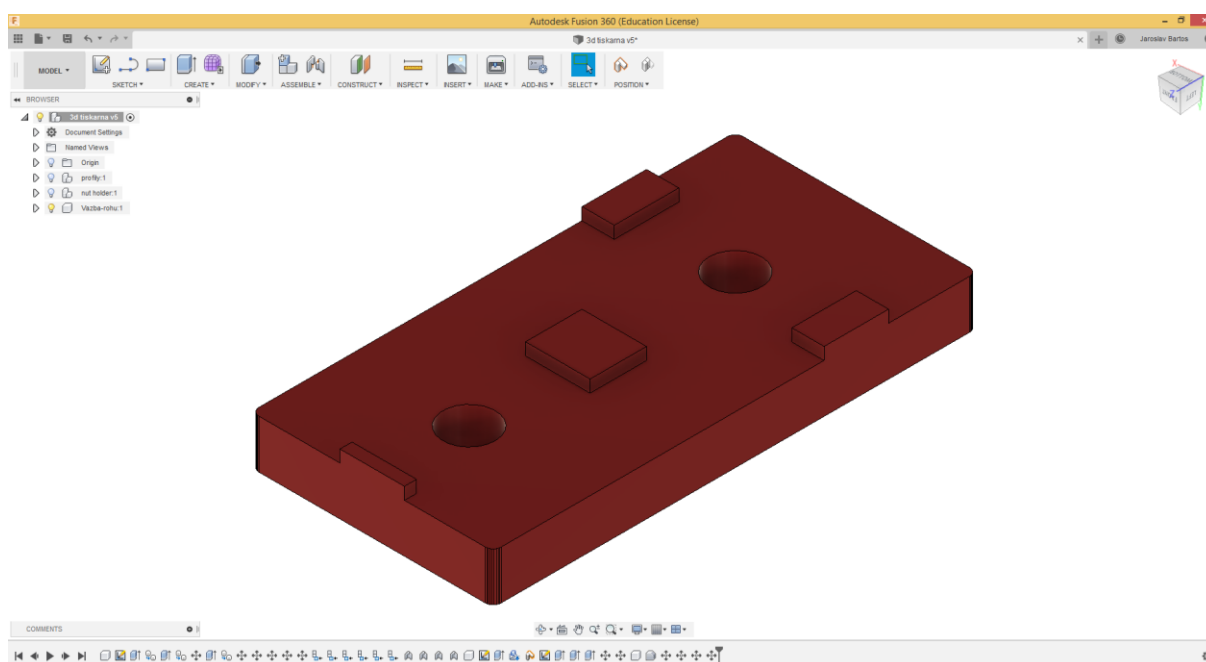 F
Autodesk Fusion 360 (Education License)
3d tiskarna v5*
Jaroslav Bartos
MODEL
SKETCH
CREATE
MODIFY
ASSEMBLE
CONSTRUCT
INSPECT
INSERT
MAKE
ADD-INS
SELECT
POSITION
BROWSER
3d tiskarna v5
Document Settings
Named Views
Origin
profily:1
nut holder:1
Vazba-rohu:1
X
Z
LEFT
COMMENTS